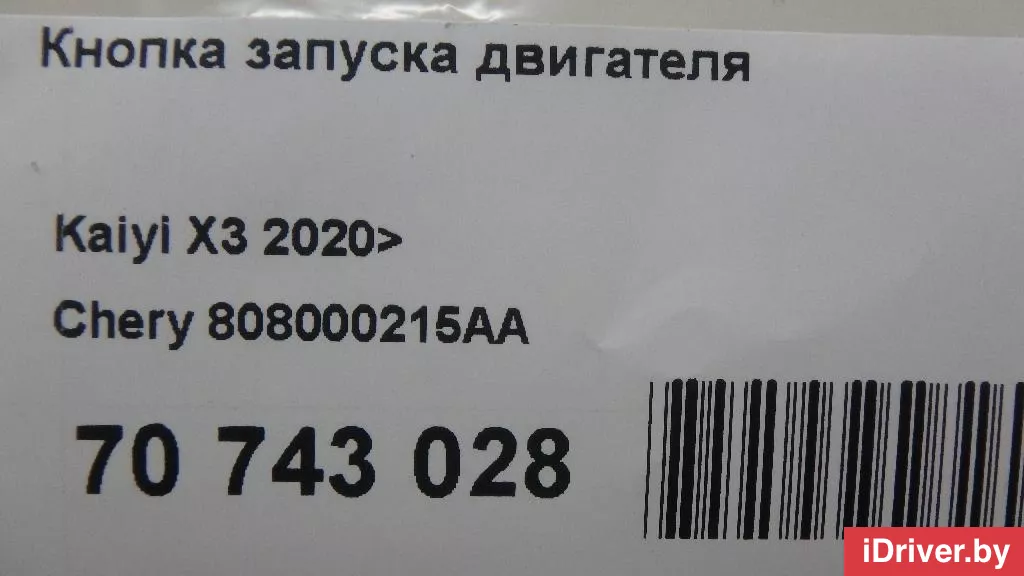 Кнопка запуска двигателя
Kaiyi X3 2020>
Chery 808000215AA
70 743 028
iDriver.by